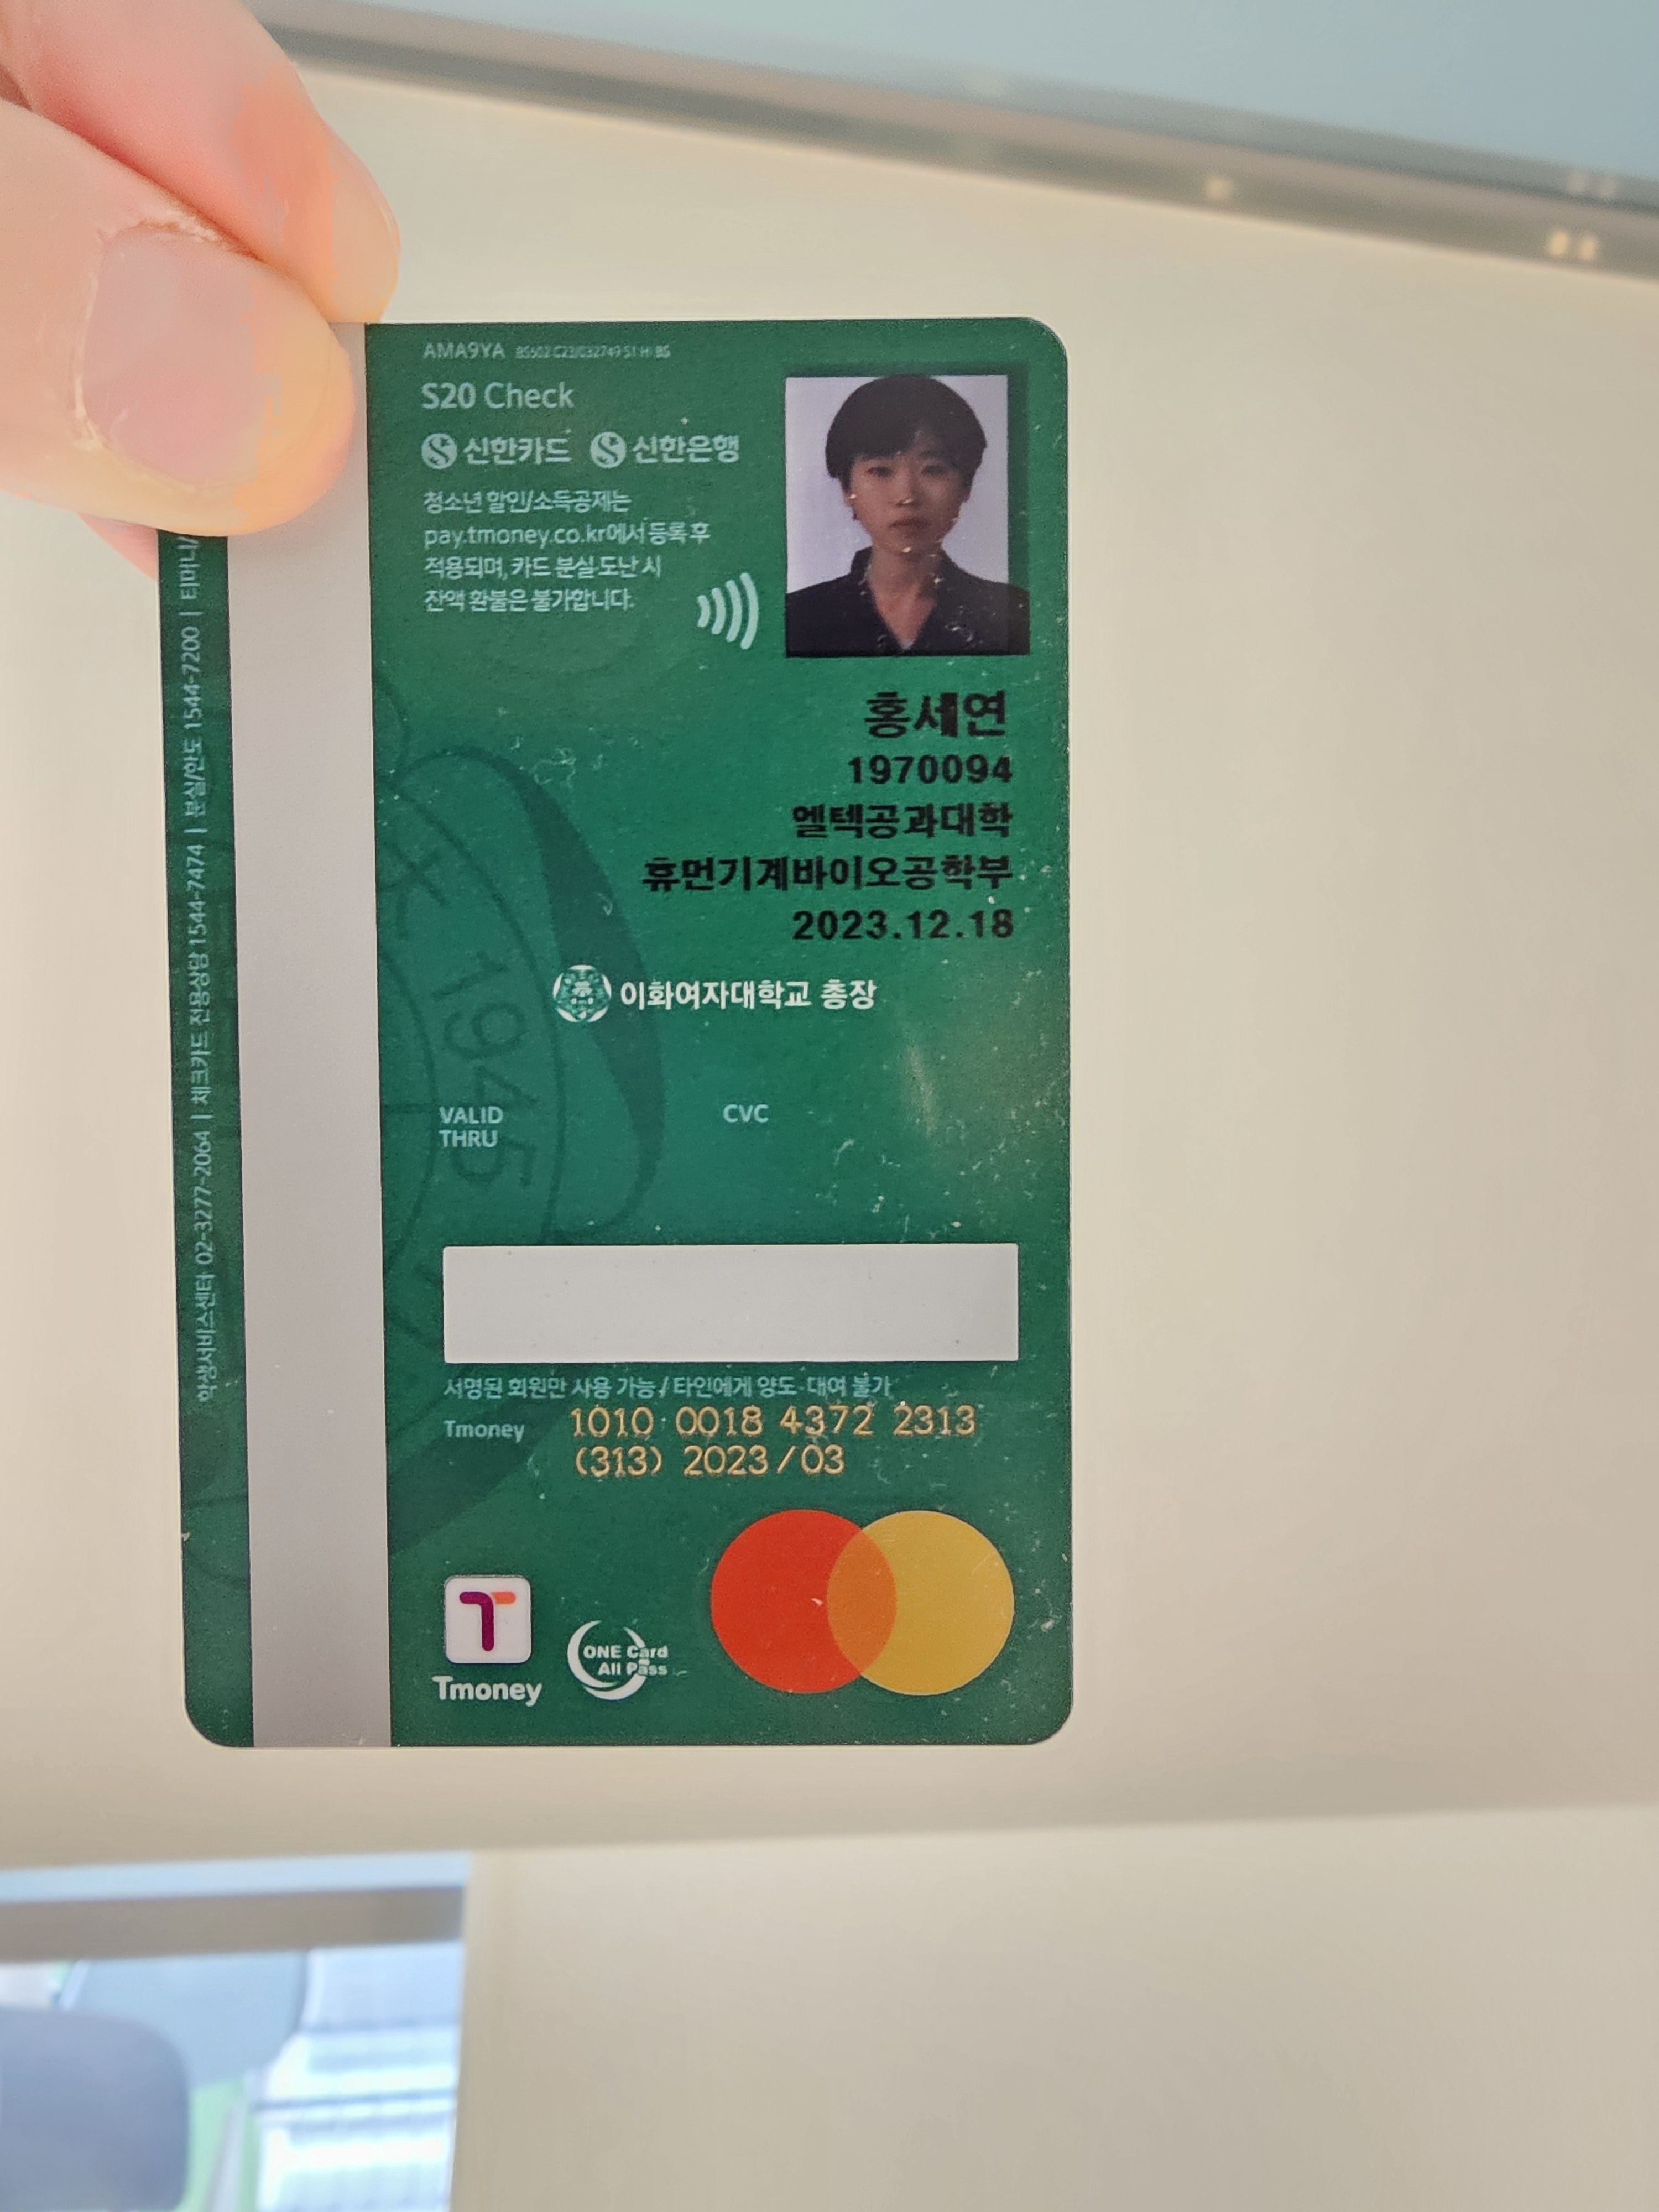 AMA9YA
S20 Check
신한카드 신한은행
청소년 할인/소득공제는
pay.tmoney.co.kr에서 등록 후
적용되며, 카드 분실·도난 시
잔액 환불은 불가합니다.
홍세연
1970094
엘텍공과대학
휴먼기계바이오공학부
2023.12.18
이화여자대학교 총장
1945
VALID
THRU
CVC
서명된 회원만 사용 가능 / 타인에게 양도·대여 불가
Tmoney 1010 0018 4372 2313
(313) 2023/03
Tmoney
ONE Card
All Pass
학생서비스센터 02-3277-2064 | 체크카드 전용상담 1544-7474 | 분실/한도 1544-7200 | 티머니/